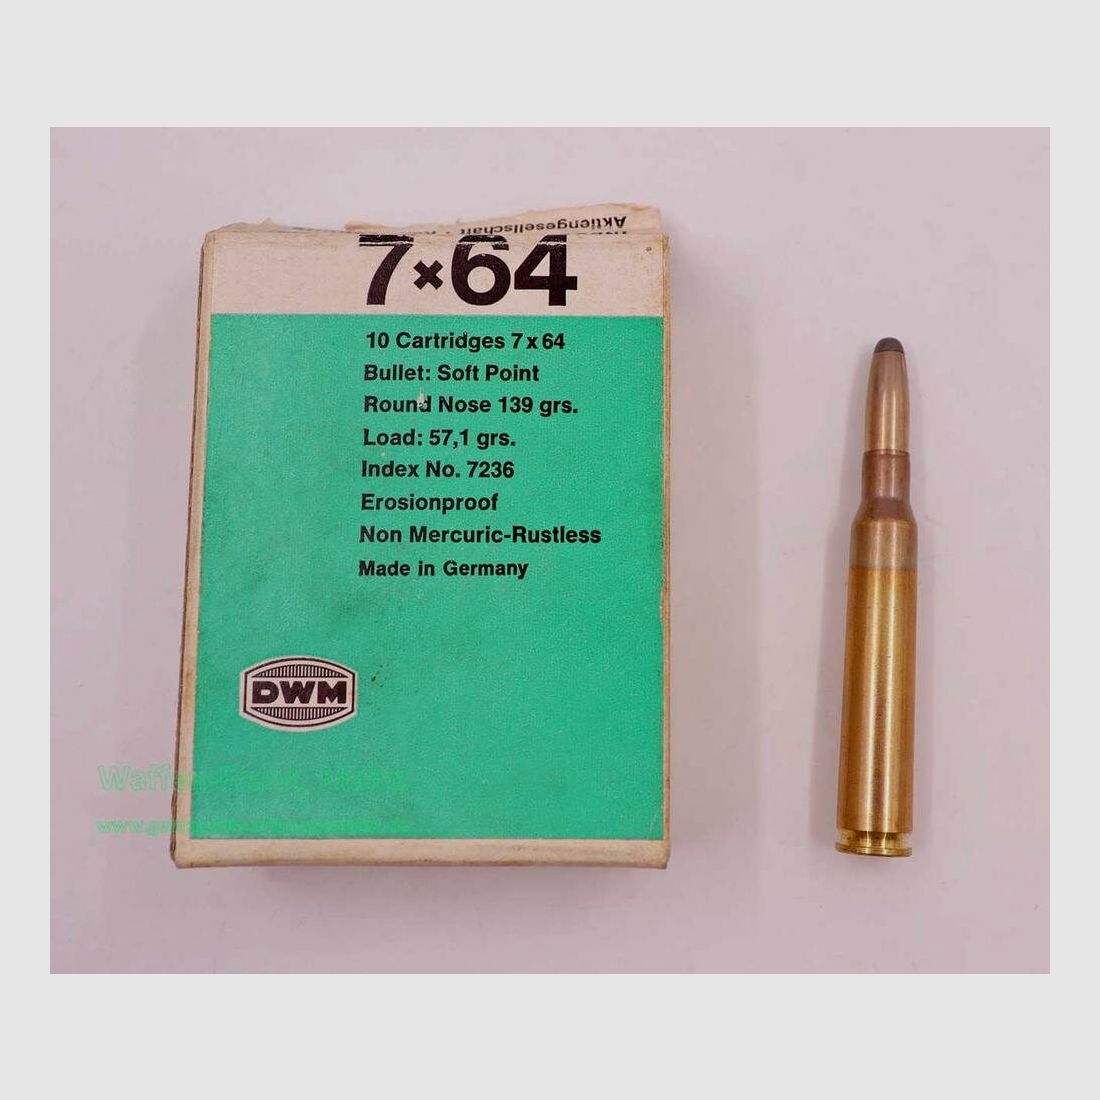 Aktiengesellschaft
7×64
10 Cartridges 7 x 64
Bullet: Soft Point
Round Nose 139 grs.
Load: 57,1 grs.
Index No. 7236
Erosionproof
Non Mercuric-Rustless
Made in Germany
DWM